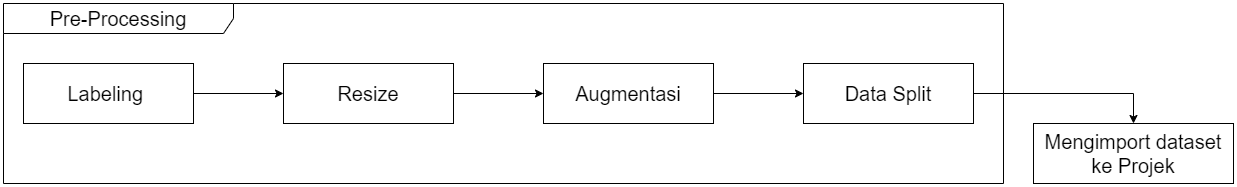 Pre-Processing
Labeling
Resize
Augmentasi
Data Split
Mengimport dataset
ke Projek